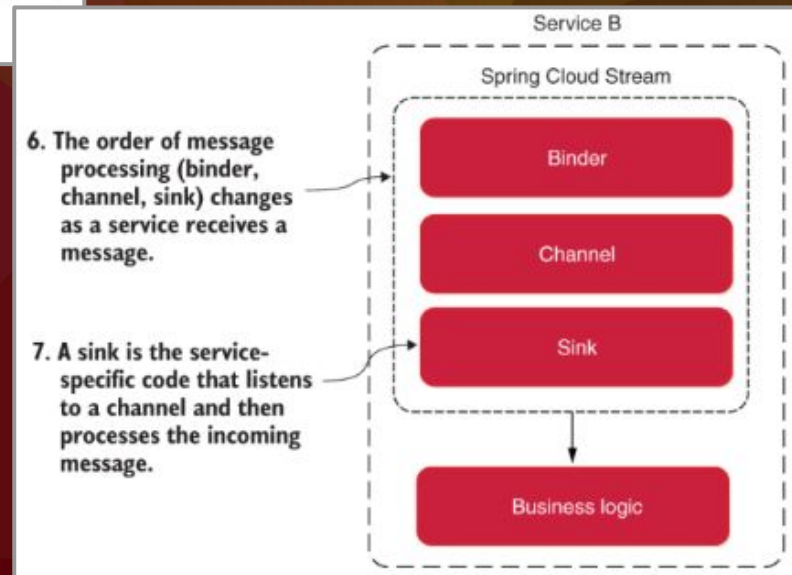 Service B
Spring Cloud Stream
6. The order of message
processing (binder,
channel, sink) changes
as a service receives a
message.
Binder
Channel
7. A sink is the service-
specific code that listens
to a channel and then
processes the incoming
message.
Sink
Business logic